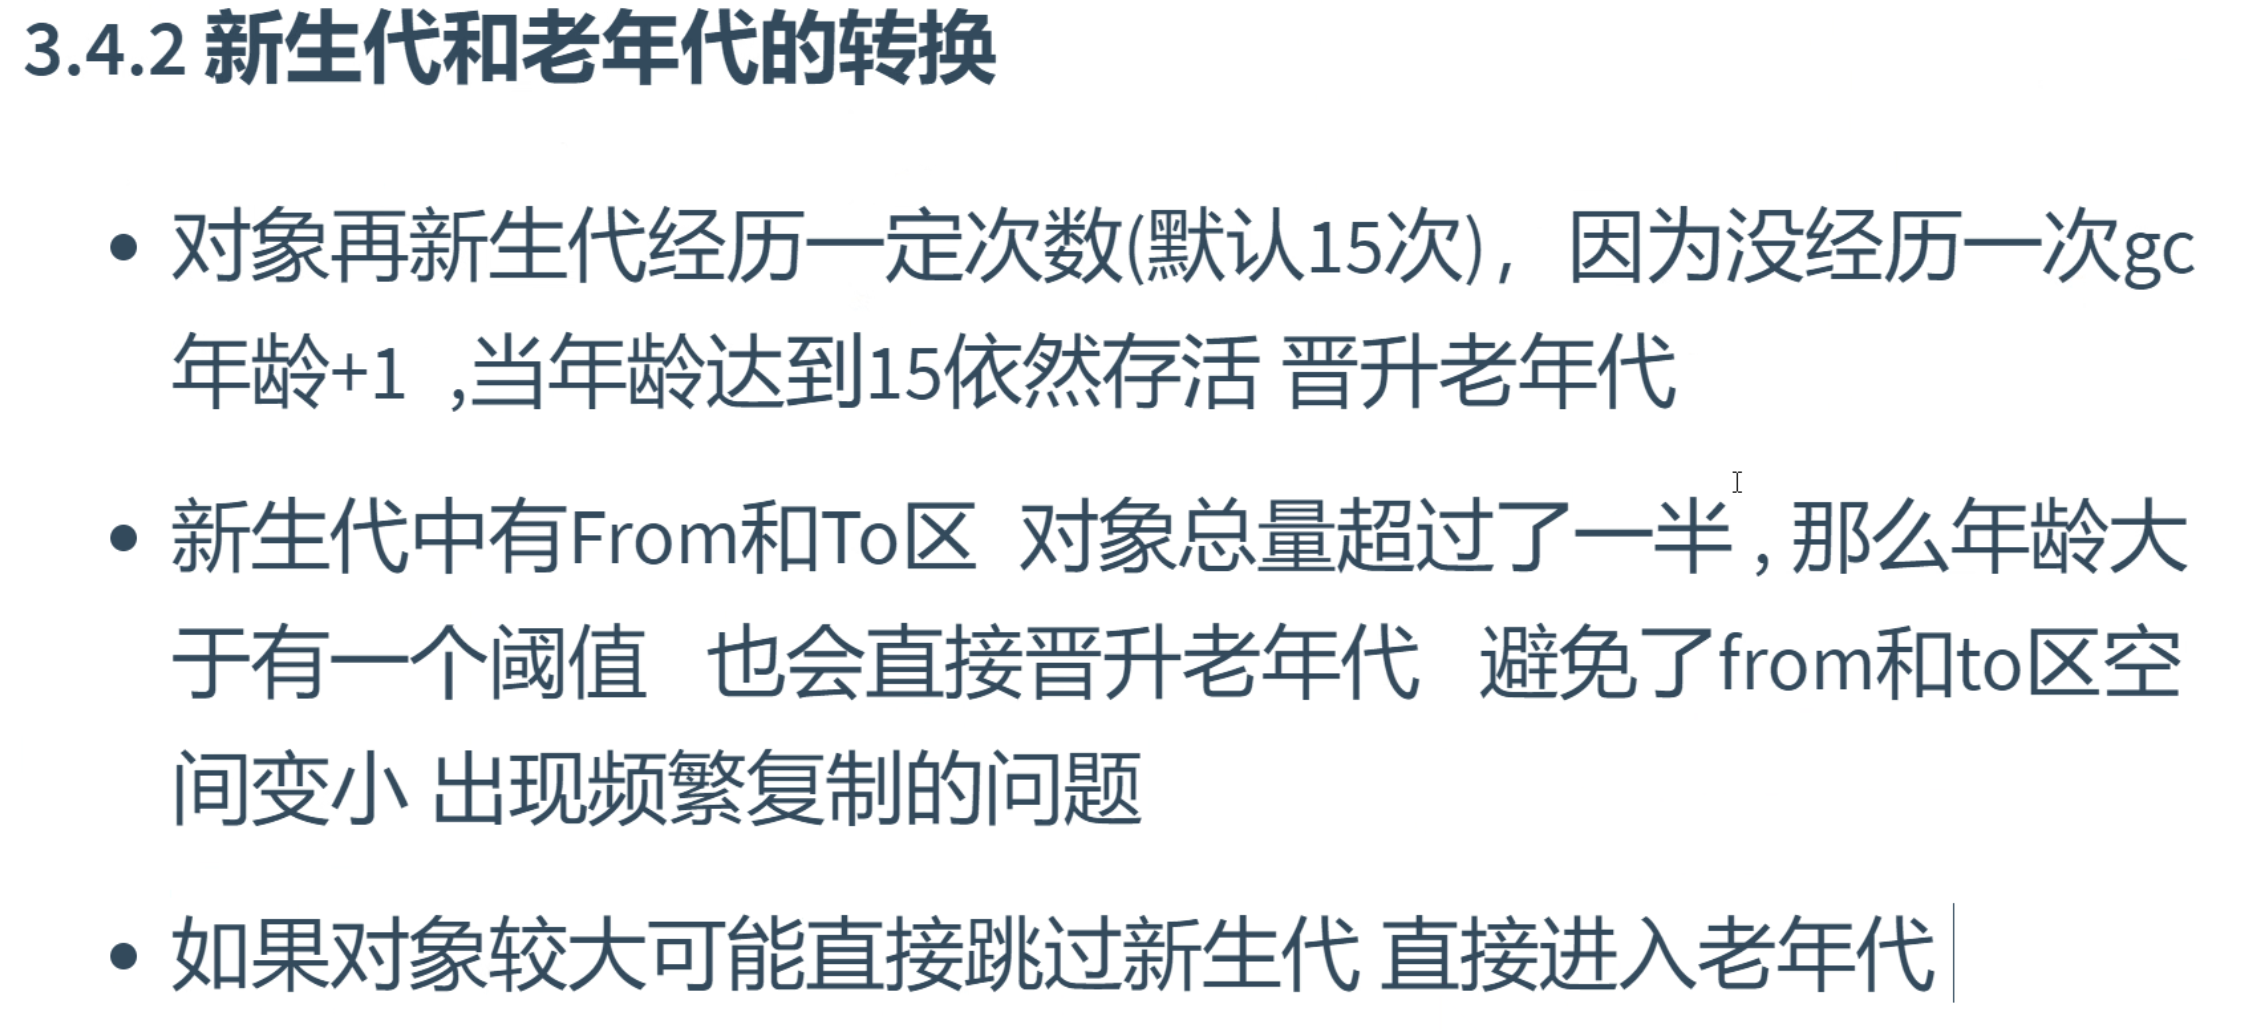 3.4.2 新生代和老年代的转换
对象再新生代经历一定次数(默认15次)，因为没经历一次gc
年龄+1 ,当年龄达到15依然存活 晋升老年代
新生代中有From和To区 对象总量超过了一半 , 那么年龄大
于有一个阈值 也会直接晋升老年代 避免了from和to区空
间变小 出现频繁复制的问题
如果对象较大可能直接跳过新生代 直接进入老年代